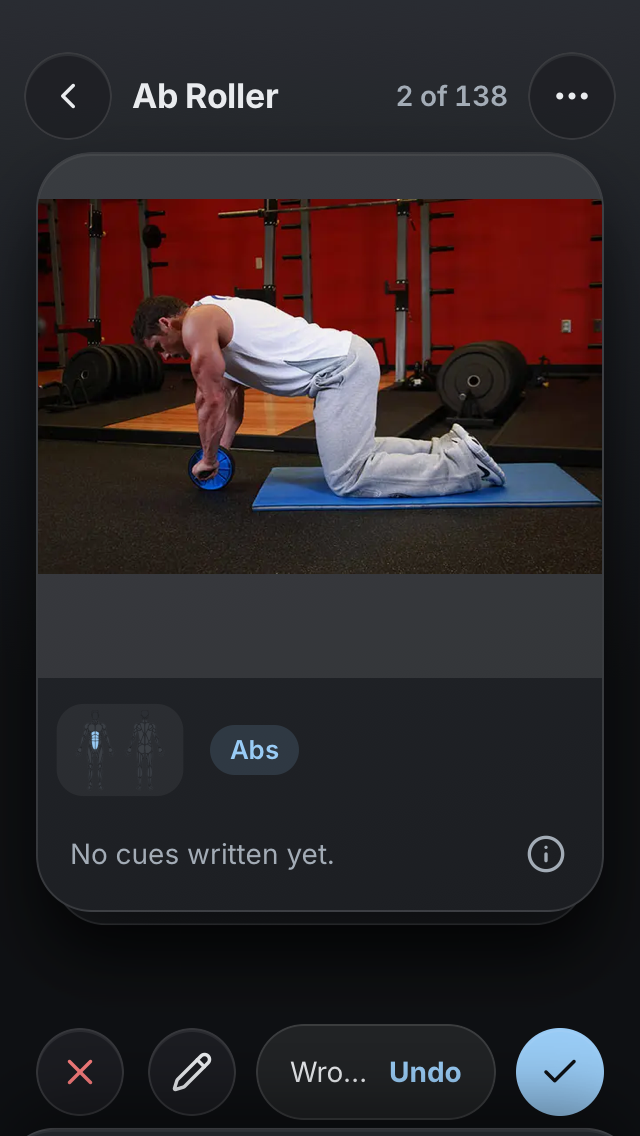 Ab Roller
2 of 138
Abs
No cues written yet.
Wro... Undo